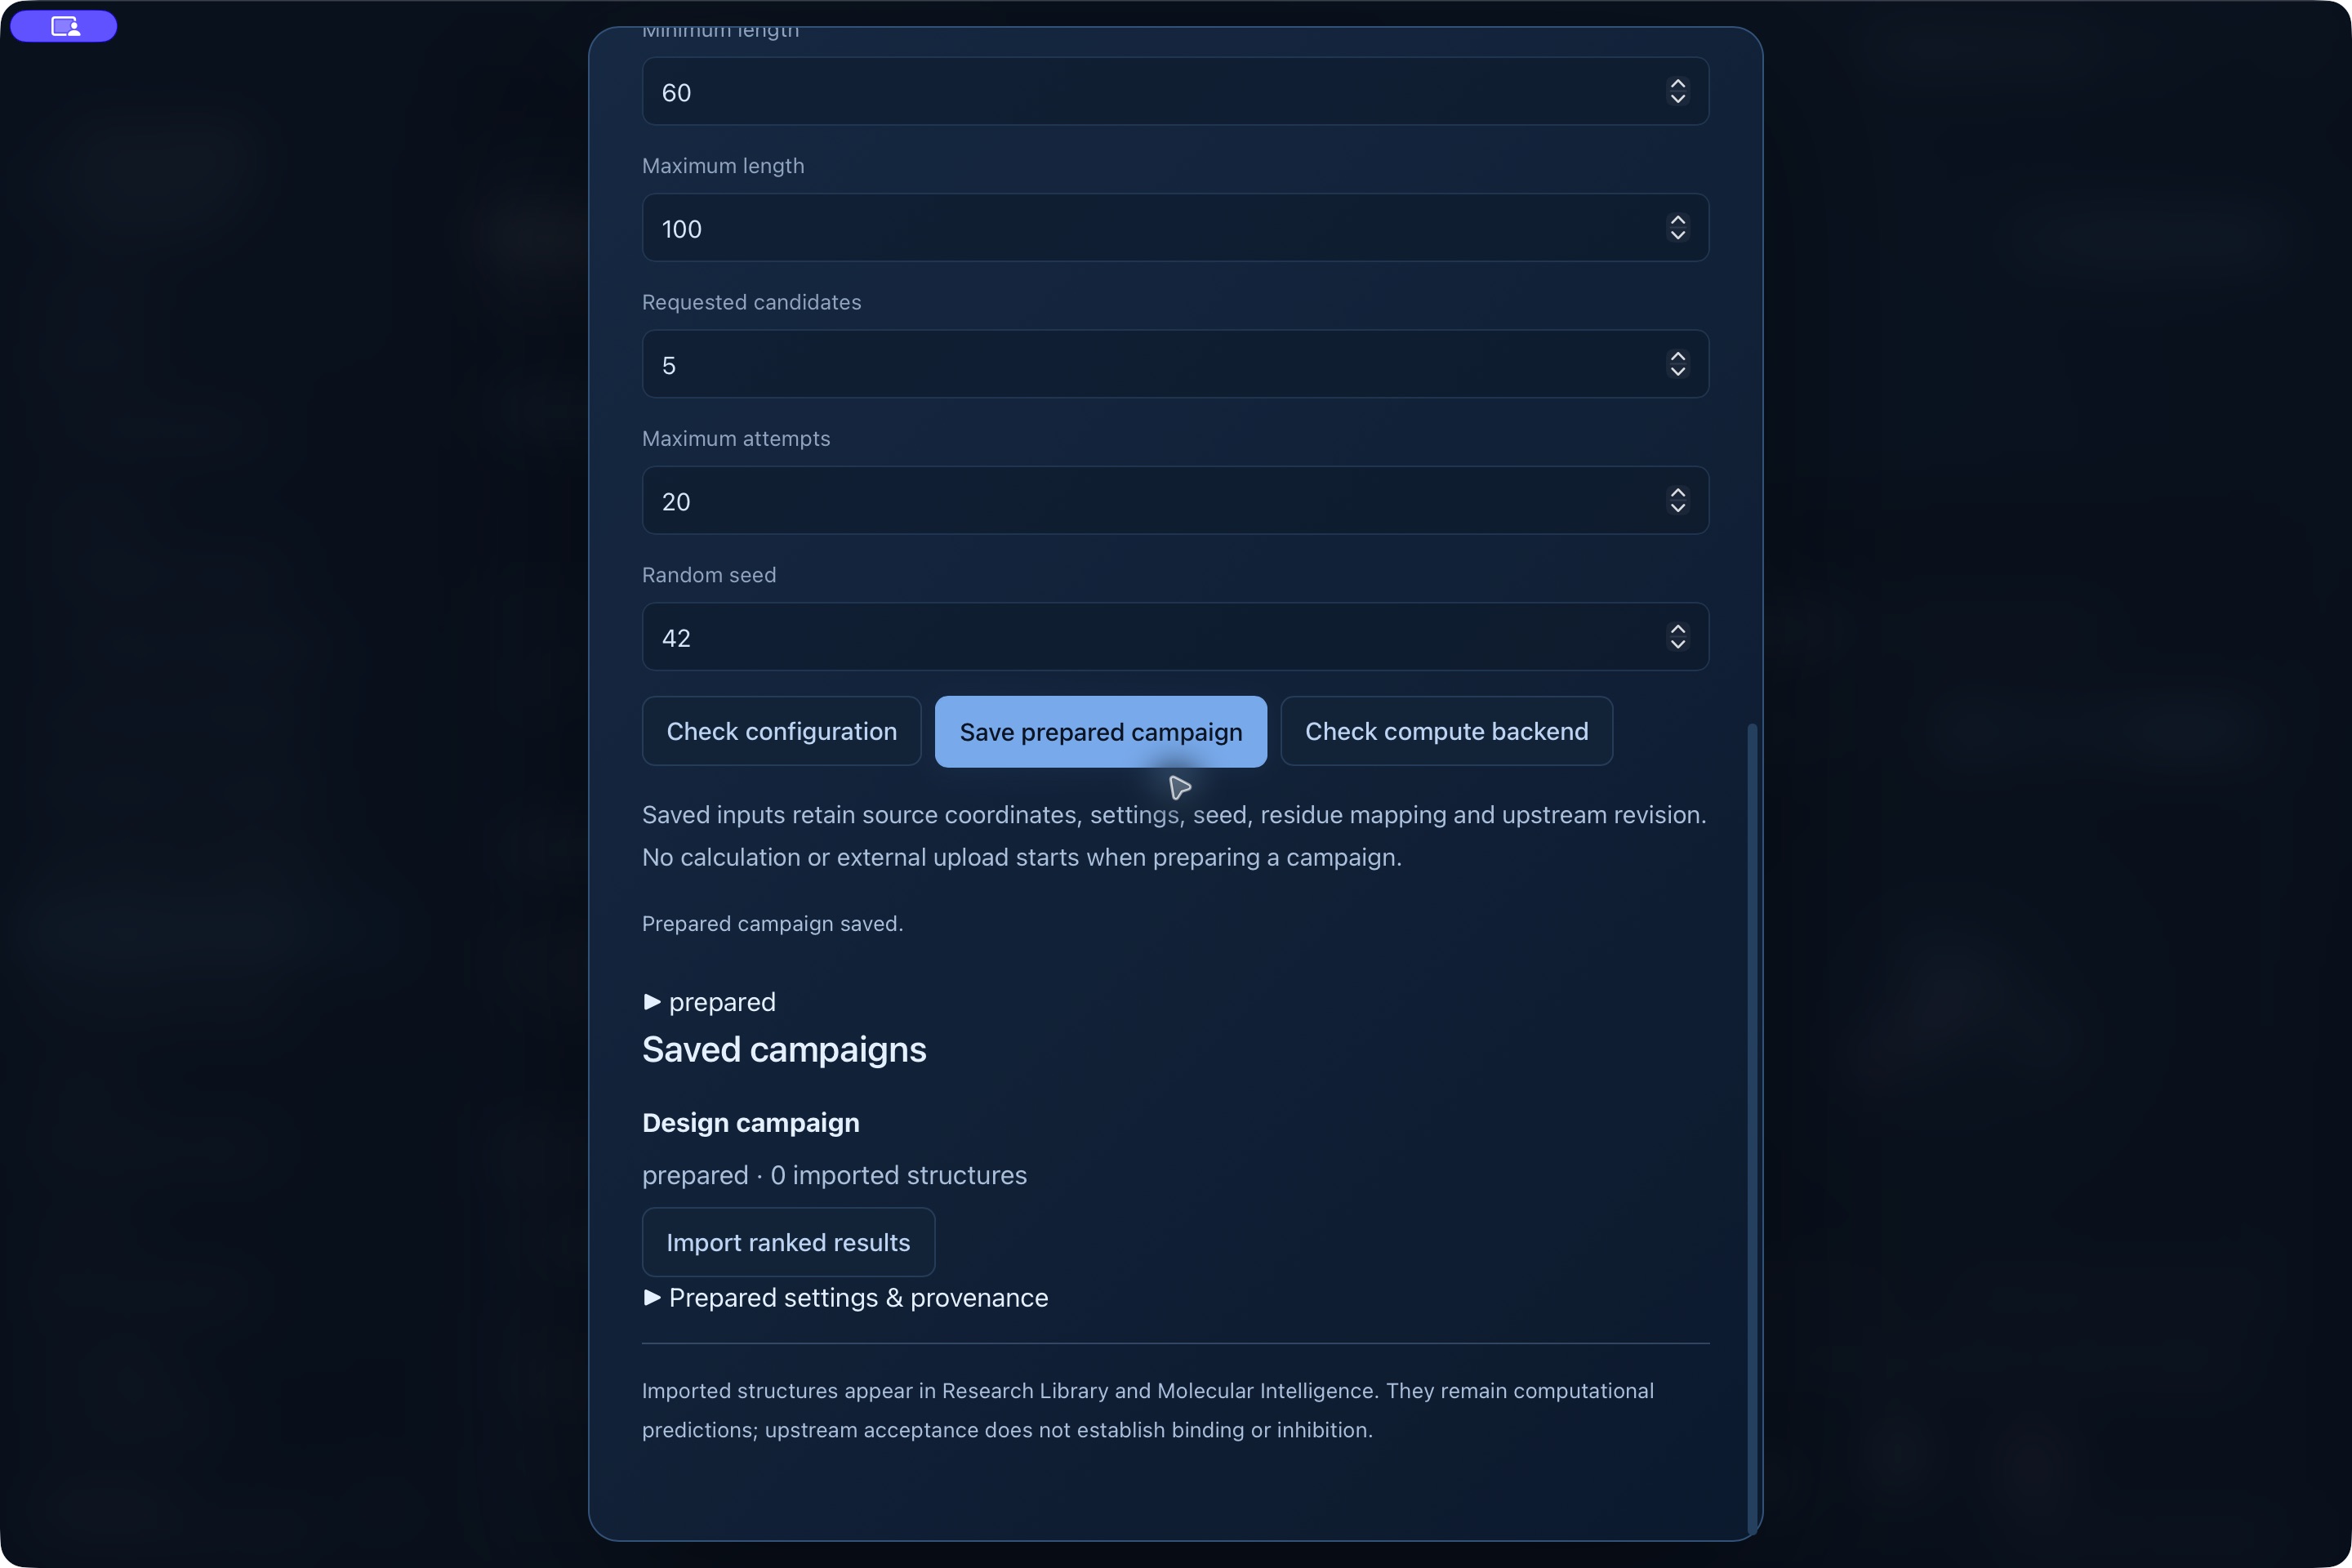 Minimum length
60
Maximum length
100
Requested candidates
5
Maximum attempts
20
Random seed
42
Check configuration
Save prepared campaign
Check compute backend
Saved inputs retain source coordinates, settings, seed, residue mapping and upstream revision.
No calculation or external upload starts when preparing a campaign.
Prepared campaign saved.
prepared
Saved campaigns
Design campaign
prepared · 0 imported structures
Import ranked results
Prepared settings & provenance
Imported structures appear in Research Library and Molecular Intelligence. They remain computational
predictions; upstream acceptance does not establish binding or inhibition.